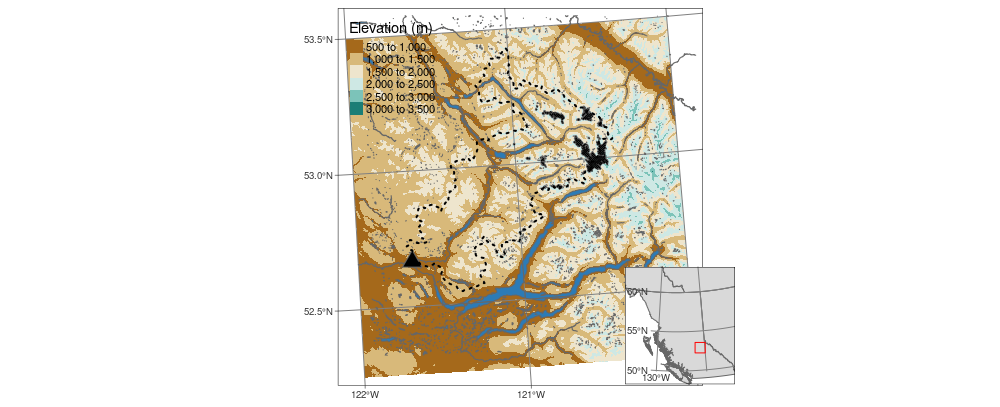 Elevation (m)
500 to 1,000
1,000 to 1,500
1,500 to 2,000
2,000 to 2,500
2,500 to 3,000
3,000 to 3,500
53.5°N
53.0°N
52.5°N
122°W
121°W
60°N
55°N
50°N
130°W